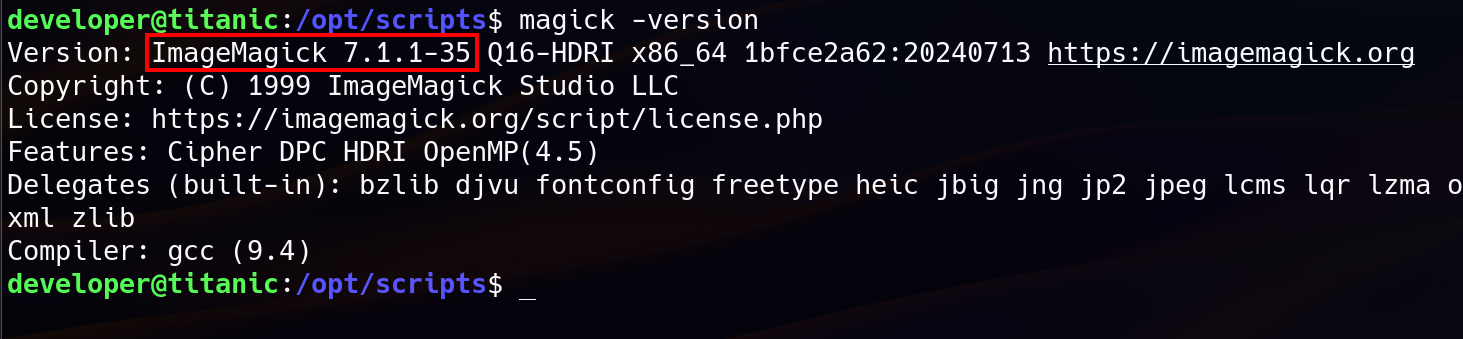 developer@titanic:/opt/scripts$ magick -version
Version: ImageMagick 7.1.1-35 Q16-HDRI x86_64 1bfce2a62:20240713 https://imagemagick.org
Copyright: (C) 1999 ImageMagick Studio LLC
License: https://imagemagick.org/script/license.php
Features: Cipher DPC HDRI OpenMP(4.5)
Delegates (built-in): bzlib djvu fontconfig freetype heic jbig jng jp2 jpeg lcms lqr lzma o
xml zlib
Compiler: gcc (9.4)
developer@titanic:/opt/scripts$ _